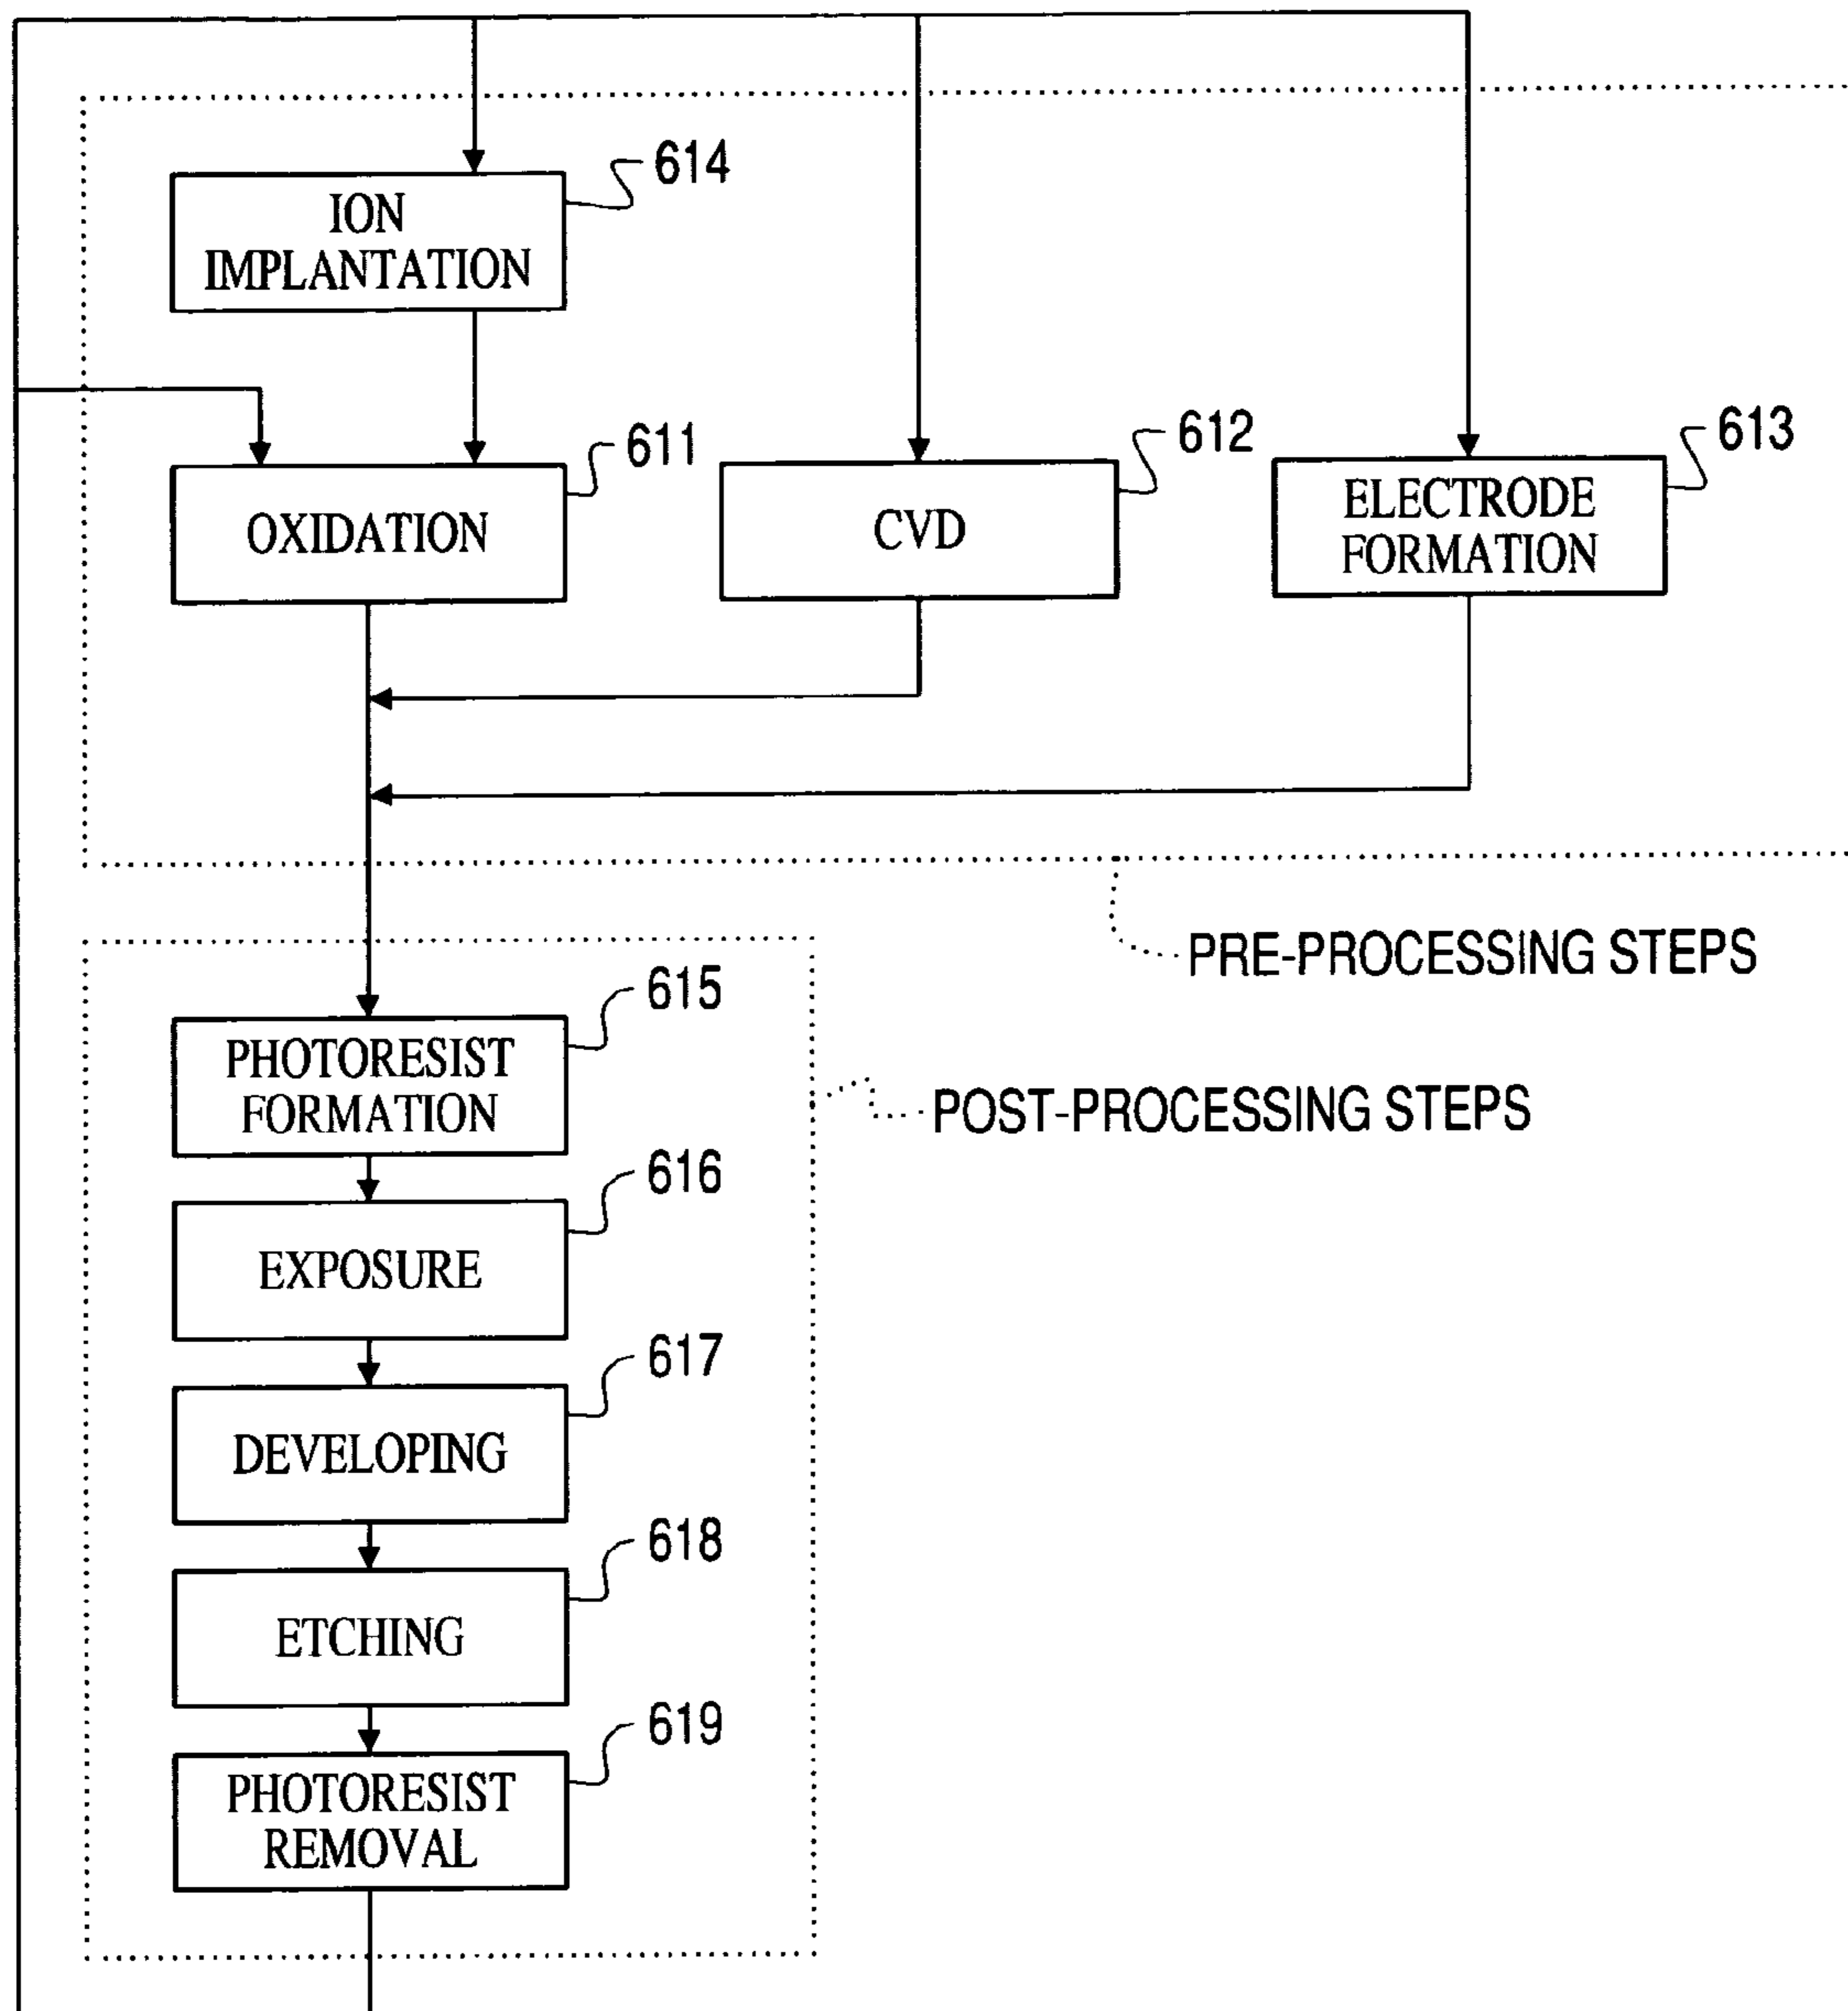 614
ION
IMPLANTATION
611
OXIDATION
612
CVD
613
ELECTRODE
FORMATION
PRE-PROCESSING STEPS
615
PHOTORESIST
FORMATION
POST-PROCESSING STEPS
616
EXPOSURE
617
DEVELOPING
618
ETCHING
619
PHOTORESIST
REMOVAL